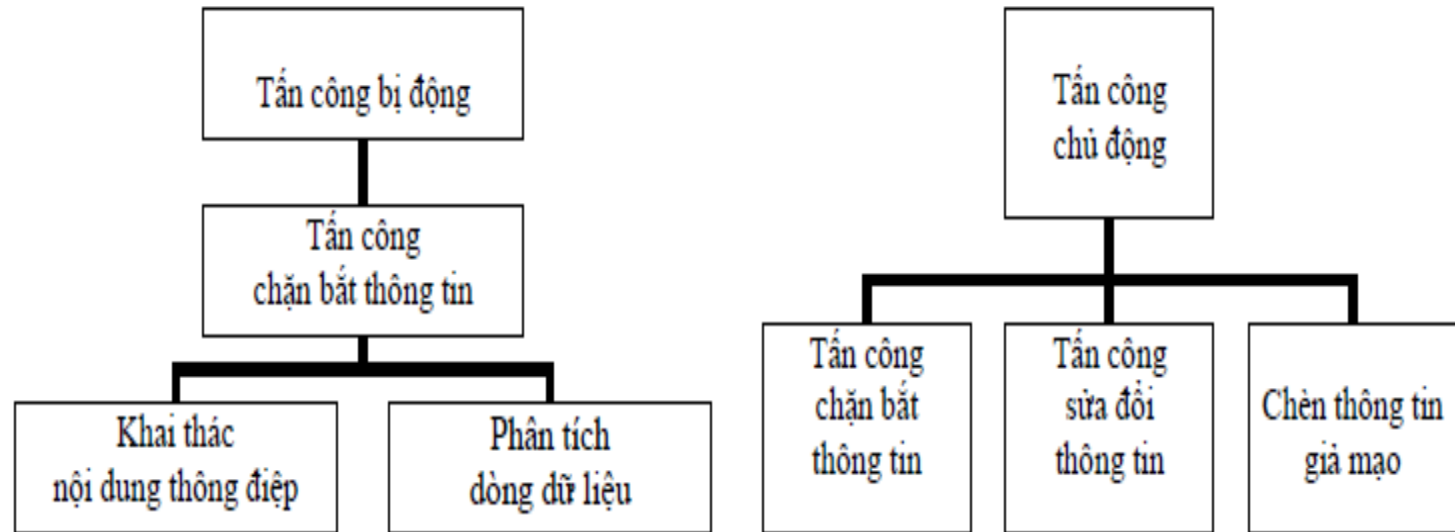 Tấn công bị động
Tấn công
chặn bắt thông tin
Khai thác
nội dung thông điệp
Phân tích
dòng dữ liệu
Tấn công
chủ động
Tấn công
chặn bắt
thông tin
Tấn công
sửa đổi
thông tin
Chèn thông tin
giả mạo